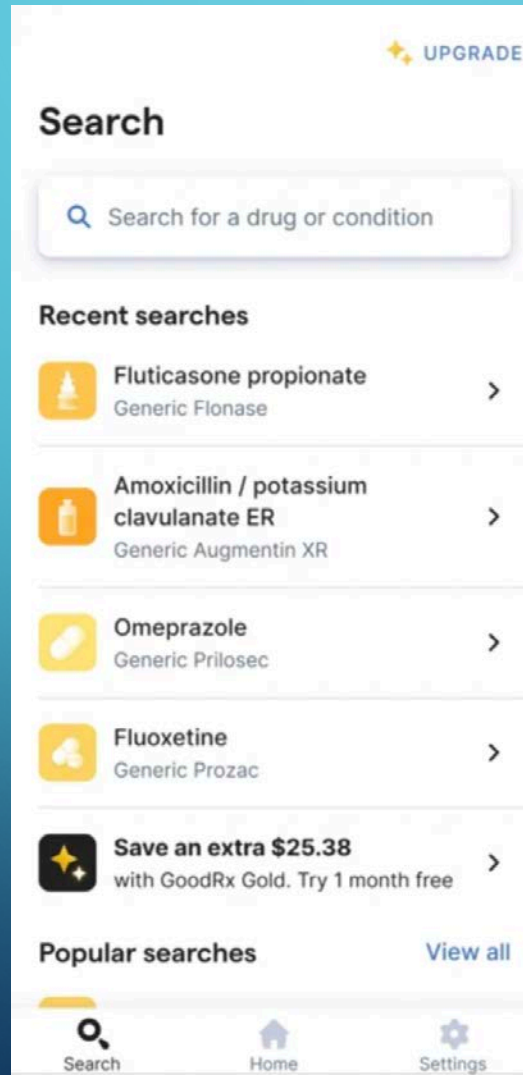 UPGRADE
Search
Search for a drug or condition
Recent searches
Fluticasone propionate
Generic Flonase
Amoxicillin / potassium
clavulanate ER
Generic Augmentin XR
Omeprazole
Generic Prilosec
Fluoxetine
Generic Prozac
Save an extra $25.38
with GoodRx Gold. Try 1 month free
Popular searches View all
Search Home Settings